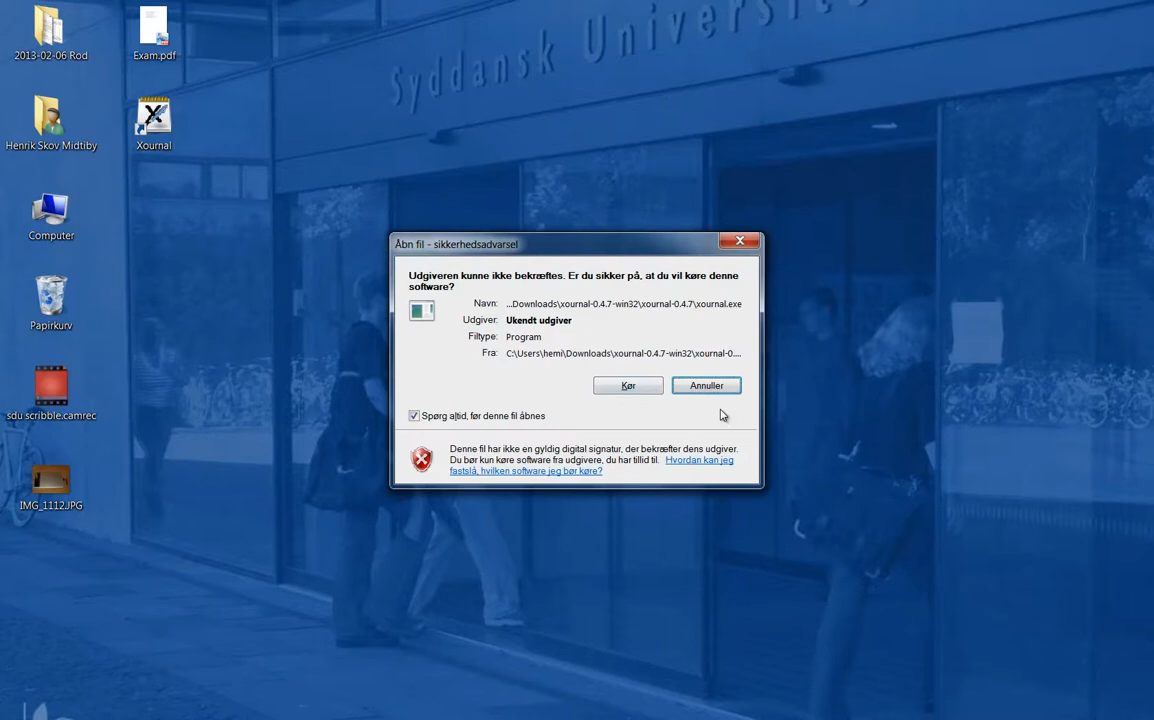 Syddansk Universitet
2013-02-06 Rod
Exam.pdf
Henrik Skov Midtiby
Xournal
Computer
Papirkurv
sdu scribble.camrec
IMG_1112.JPG
Åbn fil - sikkerhedsadvarsel
Udgiveren kunne ikke bekræftes. Er du sikker på, at du vil køre denne
software?
Navn: ...Downloads\xournal-0.4.7-win32\xournal-0.4.7\xournal.exe
Udgiver: Ukendt udgiver
Filtype: Program
Fra: C:\Users\hemi\Downloads\xournal-0.4.7-win32\xournal-0....
Kør
Annuller
Spørg altid, før denne fil åbnes
Denne fil har ikke en gyldig digital signatur, der bekræfter dens udgiver.
Du bør kun køre software fra udgivere, du har tillid til. Hvordan kan jeg
fastslå, hvilken software jeg bør køre?